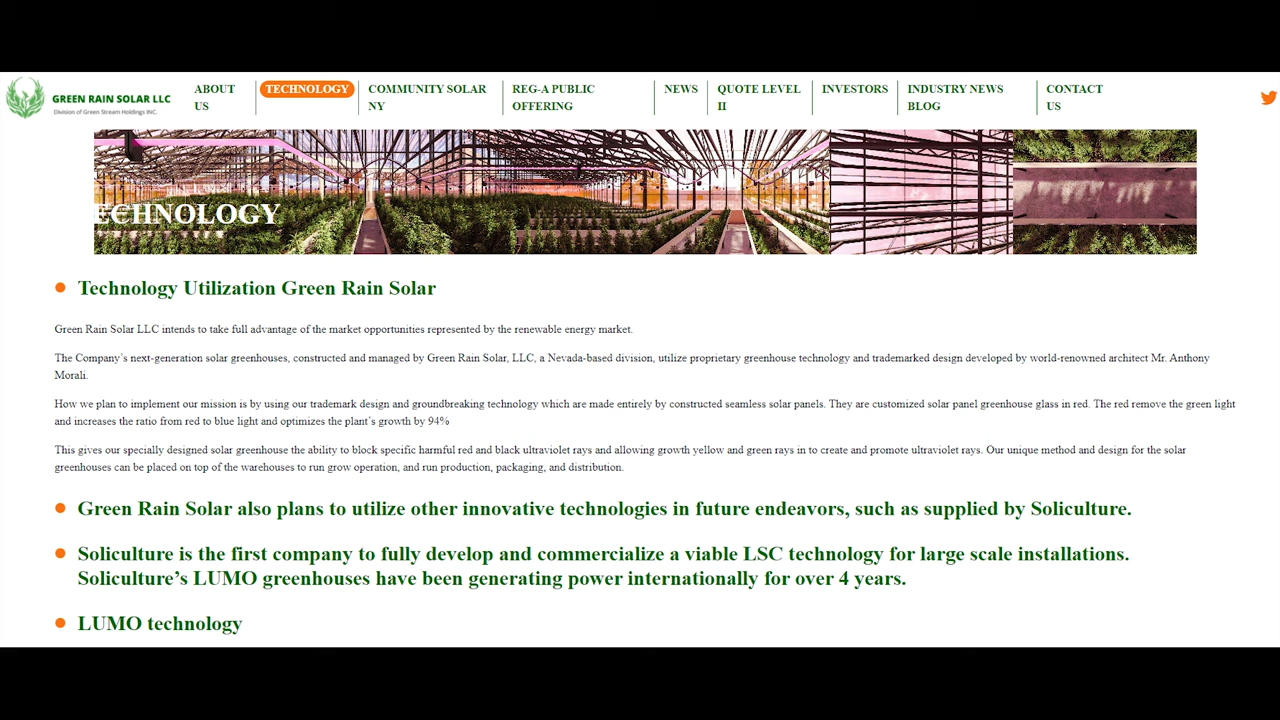 GREEN RAIN SOLAR LLC
Division of Green Stream Holdings INC.
ABOUT US
TECHNOLOGY
COMMUNITY SOLAR NY
REG-A PUBLIC OFFERING
NEWS
QUOTE LEVEL II
INVESTORS
INDUSTRY NEWS BLOG
CONTACT US
ECHNOLOGY
Technology Utilization Green Rain Solar
Green Rain Solar LLC intends to take full advantage of the market opportunities represented by the renewable energy market.
The Company's next-generation solar greenhouses, constructed and managed by Green Rain Solar, LLC, a Nevada-based division, utilize proprietary greenhouse technology and trademarked design developed by world-renowned architect Mr. Anthony
Morali.
How we plan to implement our mission is by using our trademark design and groundbreaking technology which are made entirely by constructed seamless solar panels. They are customized solar panel greenhouse glass in red. The red remove the green light
and increases the ratio from red to blue light and optimizes the plant's growth by 94%
This gives our specially designed solar greenhouse the ability to block specific harmful red and black ultraviolet rays and allowing growth yellow and green rays in to create and promote ultraviolet rays. Our unique method and design for the solar
greenhouses can be placed on top of the warehouses to run grow operation, and run production, packaging, and distribution.
Green Rain Solar also plans to utilize other innovative technologies in future endeavors, such as supplied by Soliculture.
Soliculture is the first company to fully develop and commercialize a viable LSC technology for large scale installations.
Soliculture's LUMO greenhouses have been generating power internationally for over 4 years.
LUMO technology